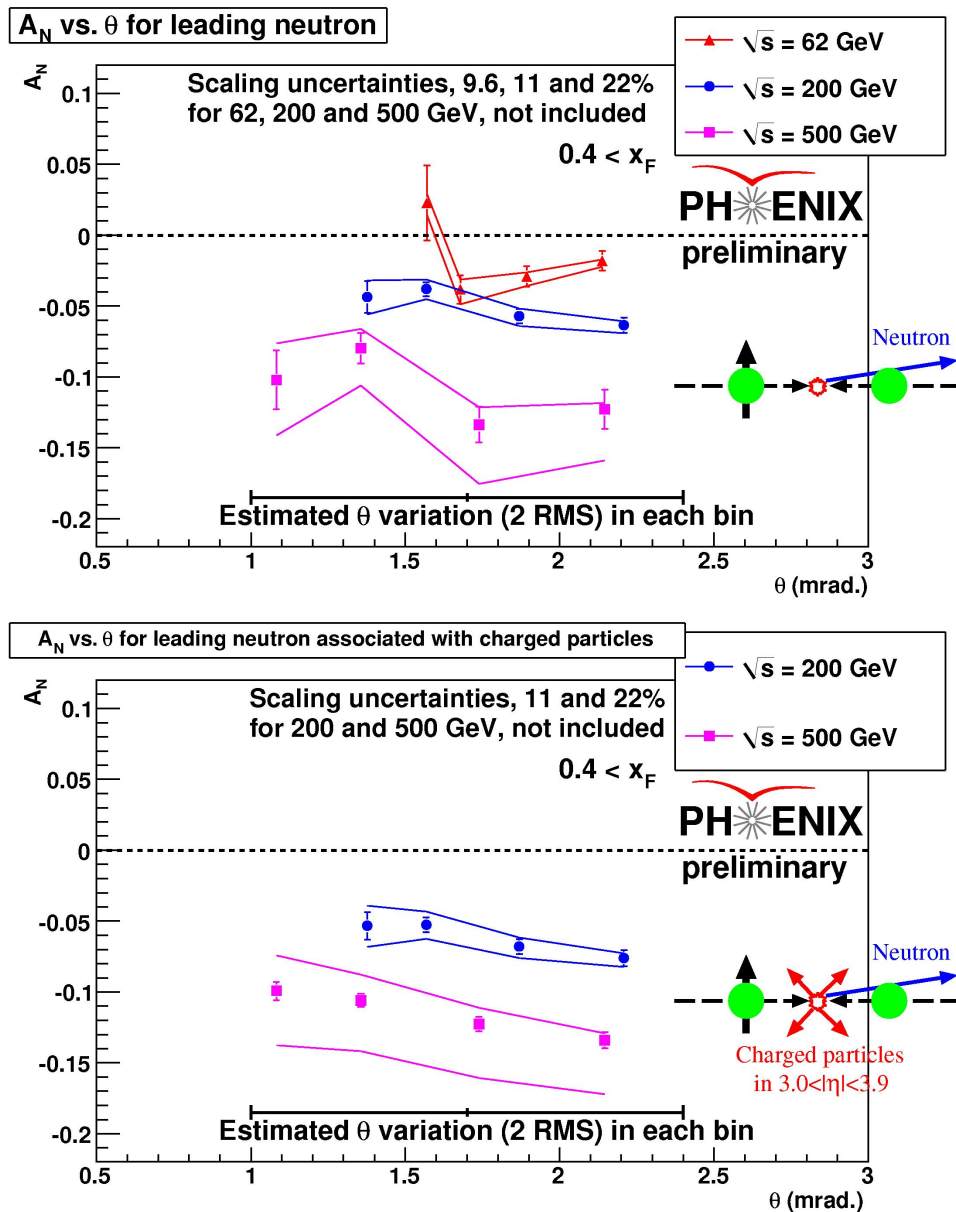 A_N vs. θ for leading neutron
√s = 62 GeV
√s = 200 GeV
√s = 500 GeV
A_N
Scaling uncertainties, 9.6, 11 and 22%
for 62, 200 and 500 GeV, not included
0.4 < x_F
PHENIX
preliminary
0.1
0.05
0
-0.05
-0.1
-0.15
-0.2
Neutron
Estimated θ variation (2 RMS) in each bin
0.5 1 1.5 2 2.5 3
θ (mrad.)
A_N vs. θ for leading neutron associated with charged particles
√s = 200 GeV
√s = 500 GeV
A_N
Scaling uncertainties, 11 and 22%
for 200 and 500 GeV, not included
0.4 < x_F
PHENIX
preliminary
0.1
0.05
0
-0.05
-0.1
-0.15
-0.2
Neutron
Charged particles
in 3.0<|η|<3.9
Estimated θ variation (2 RMS) in each bin
0.5 1 1.5 2 2.5 3
θ (mrad.)